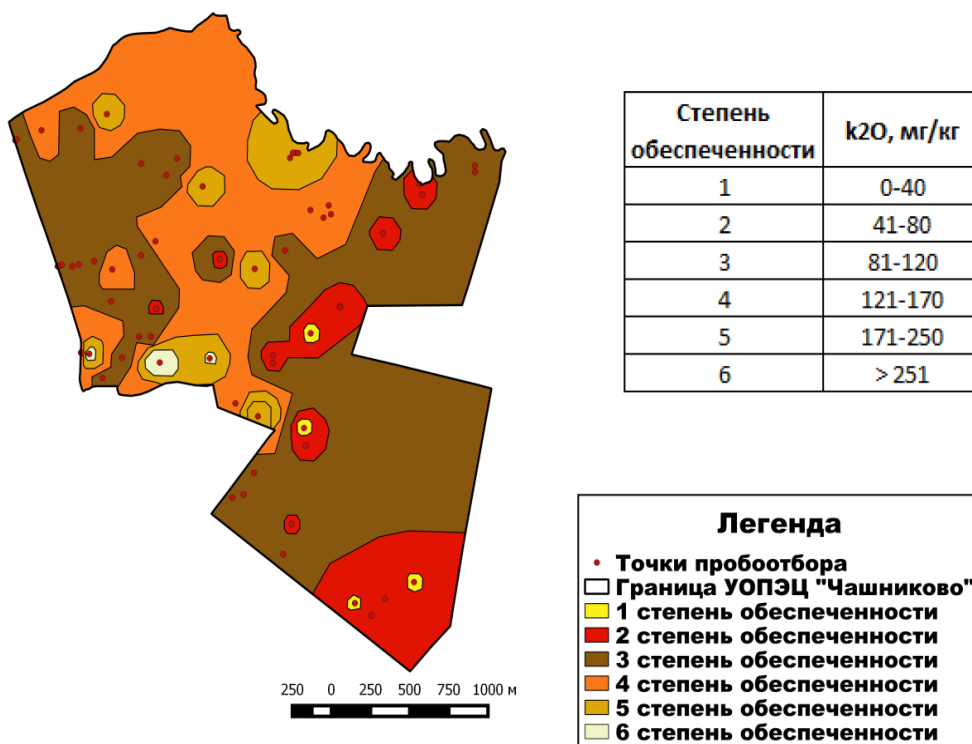 Степень обеспеченности k2O, мг/кг
1 0-40
2 41-80
3 81-120
4 121-170
5 171-250
6 >251
Легенда
Точки пробоотбора
Граница УОПЭЦ "Чашниково"
1 степень обеспеченности
2 степень обеспеченности
3 степень обеспеченности
4 степень обеспеченности
5 степень обеспеченности
6 степень обеспеченности
250 0 250 500 750 1000 м